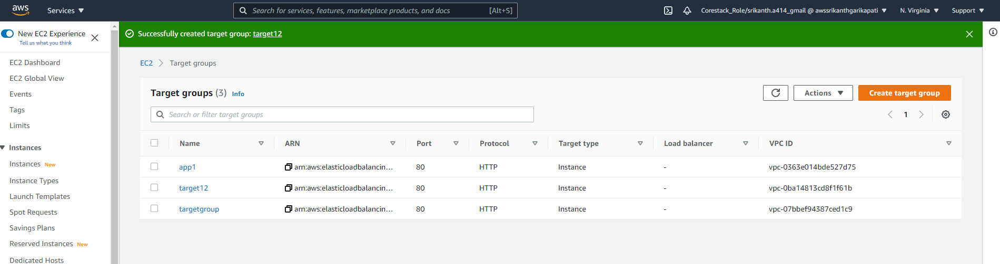 aws Services Search for services, features, marketplace products, and docs [Alt+S] Corestack_Role/srikanth.a414_gmail @ awssrikanthgarikapati N. Virginia Support
New EC2 Experience
Tell us what you think
EC2 Dashboard
EC2 Global View
Events
Tags
Limits
Instances
Instances New
Instance Types
Launch Templates
Spot Requests
Savings Plans
Reserved Instances New
Dedicated Hosts
Successfully created target group: target12
EC2 > Target groups
Target groups (3) Info
Actions Create target group
Search or filter target groups
1
Name ARN Port Protocol Target type Load balancer VPC ID
app1 arn:aws:elasticloadbalancin... 80 HTTP Instance - vpc-0363e014bde527d75
target12 arn:aws:elasticloadbalancin... 80 HTTP Instance - vpc-0ba14813cd8f1f61b
targetgroup arn:aws:elasticloadbalancin... 80 HTTP Instance - vpc-07bbef94387ced1c9